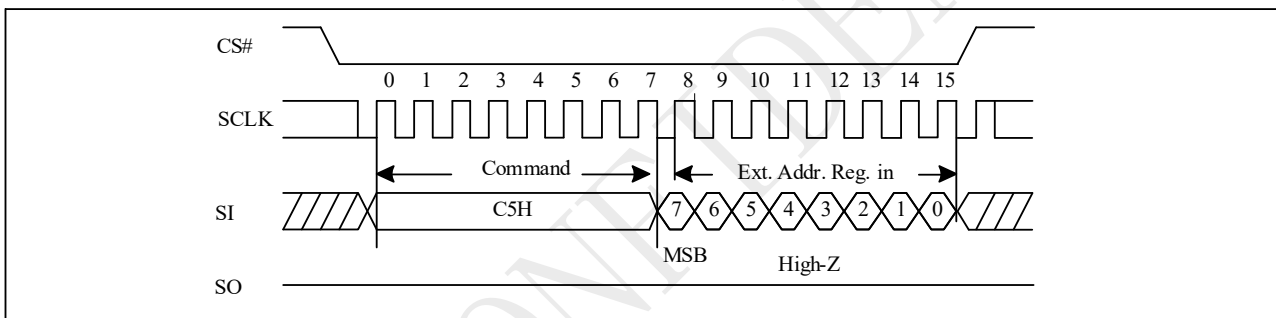 CS#
0 1 2 3 4 5 6 7 8 9 10 11 12 13 14 15
SCLK
Command Ext. Addr. Reg. in
SI C5H 7 6 5 4 3 2 1 0
MSB High-Z
SO